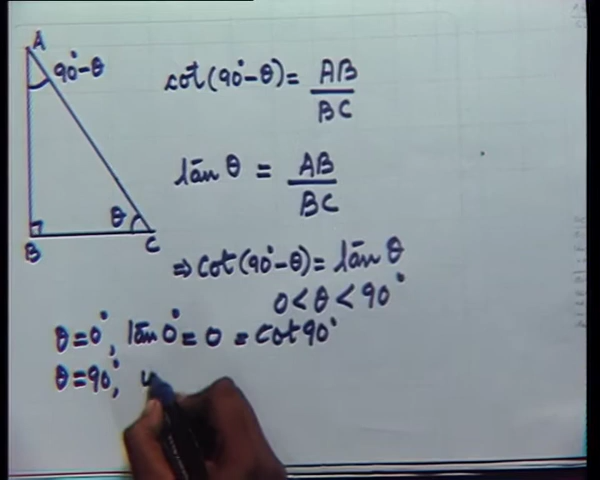 A
90°-θ
cot(90°-θ) = AB/BC
tan θ = AB/BC
θ
B
C
⇒ cot(90°-θ) = tan θ
0 < θ < 90°
θ = 0°, tan 0° = 0 = cot 90°
θ = 90°,